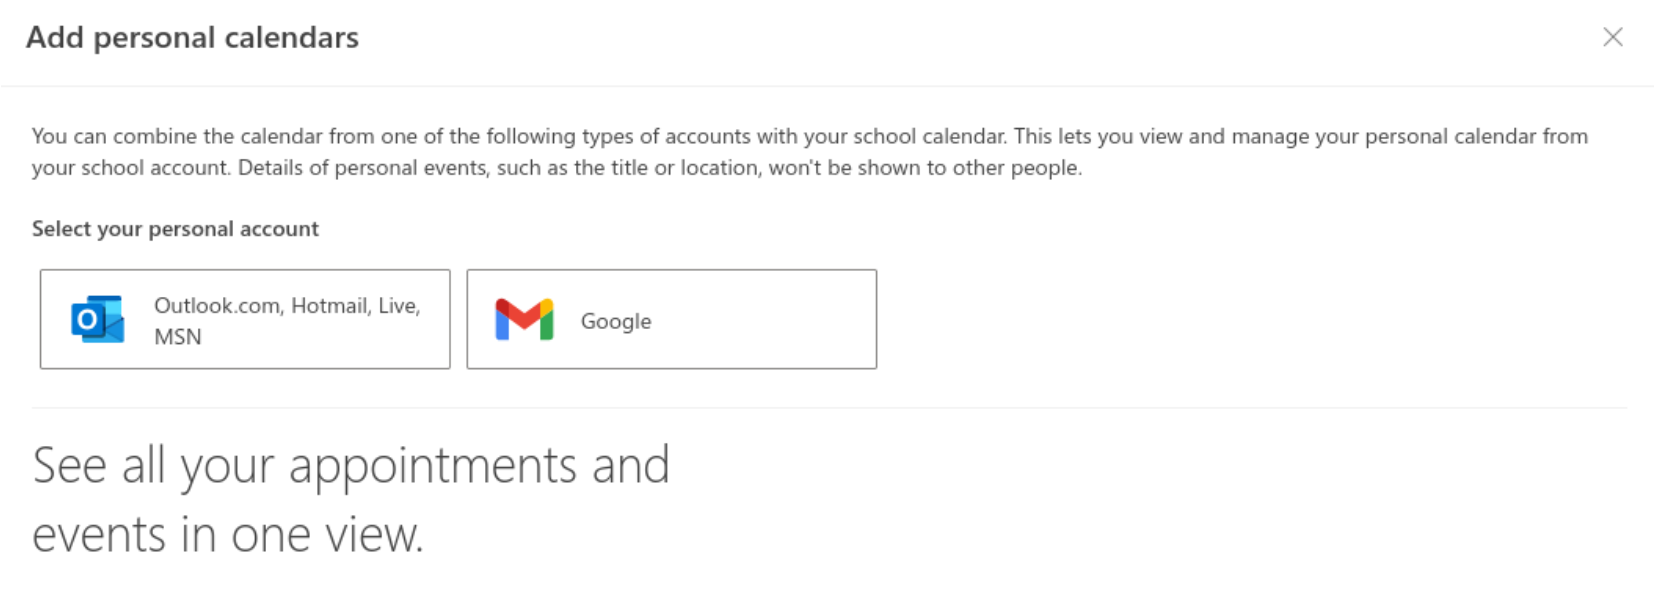 Add personal calendars
You can combine the calendar from one of the following types of accounts with your school calendar. This lets you view and manage your personal calendar from
your school account. Details of personal events, such as the title or location, won't be shown to other people.
Select your personal account
Outlook.com, Hotmail, Live,
MSN
Google
See all your appointments and
events in one view.